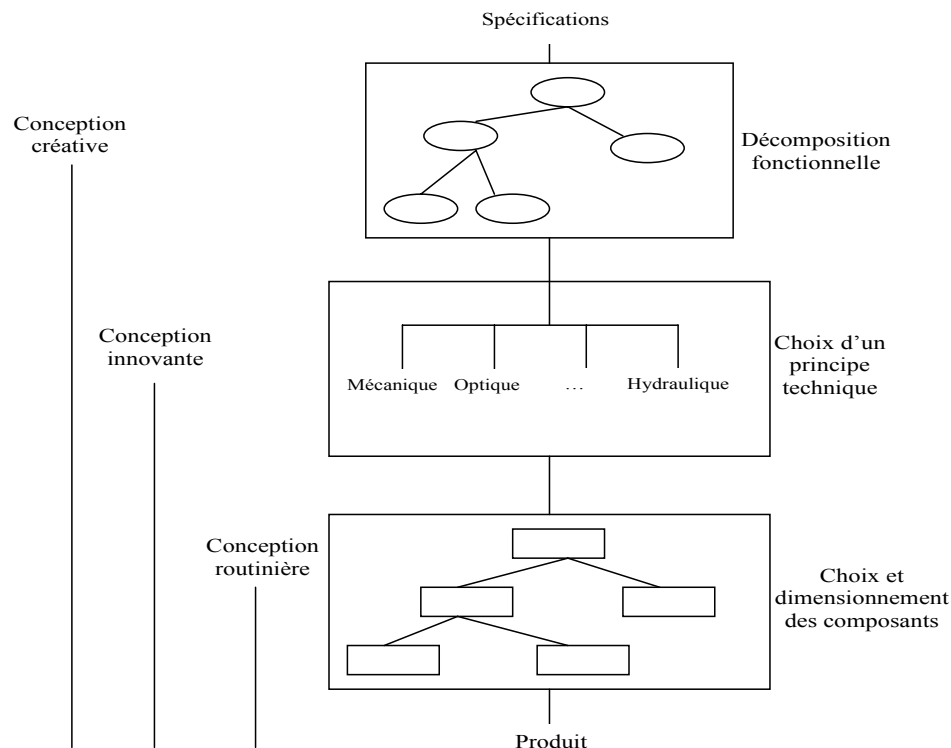 Spécifications
Conception
créative
Décomposition
fonctionnelle
Conception
innovante
Choix d’un
principe
technique
Mécanique Optique … Hydraulique
Conception
routinière
Choix et
dimensionnement
des composants
Produit